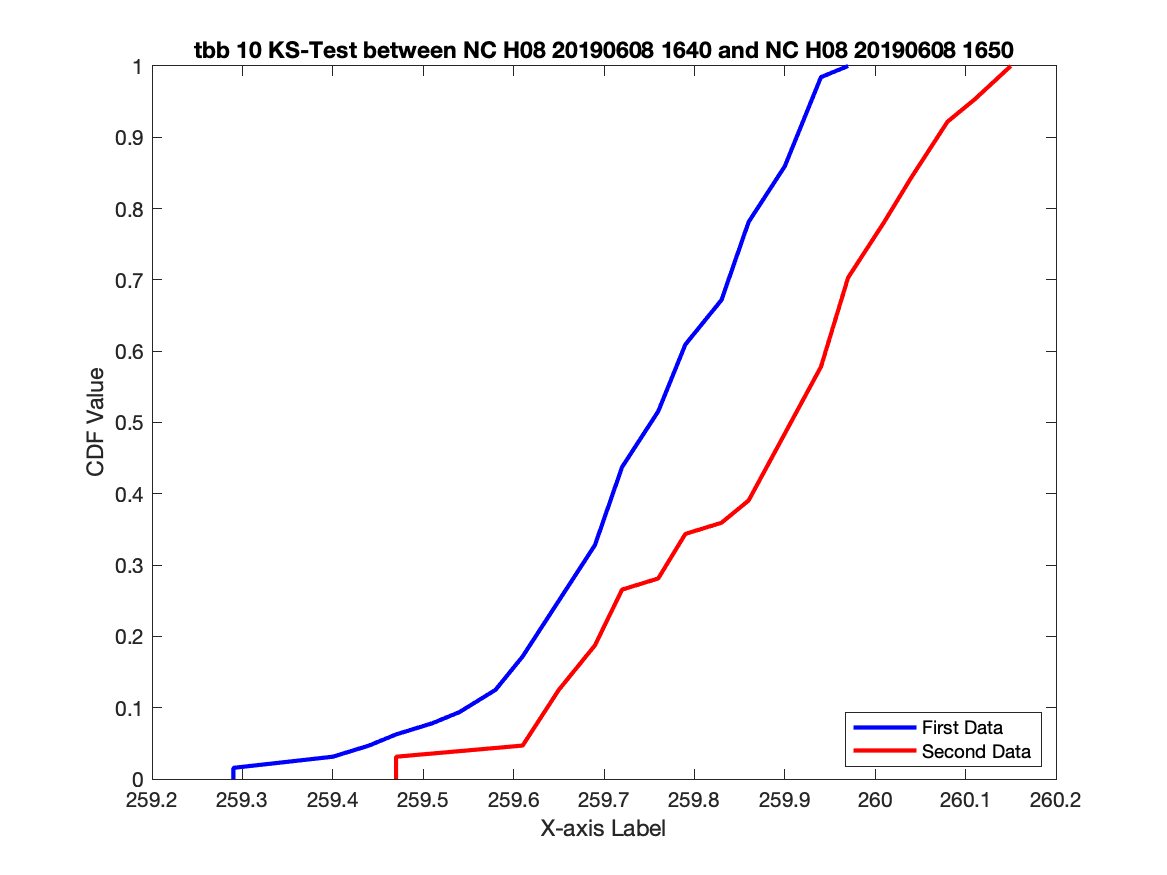 tbb 10 KS-Test between NC H08 20190608 1640 and NC H08 20190608 1650
1
0.9
0.8
0.7
0.6
0.5
0.4
0.3
0.2
0.1
0
CDF Value
First Data
Second Data
259.2 259.3 259.4 259.5 259.6 259.7 259.8 259.9 260 260.1 260.2
X-axis Label